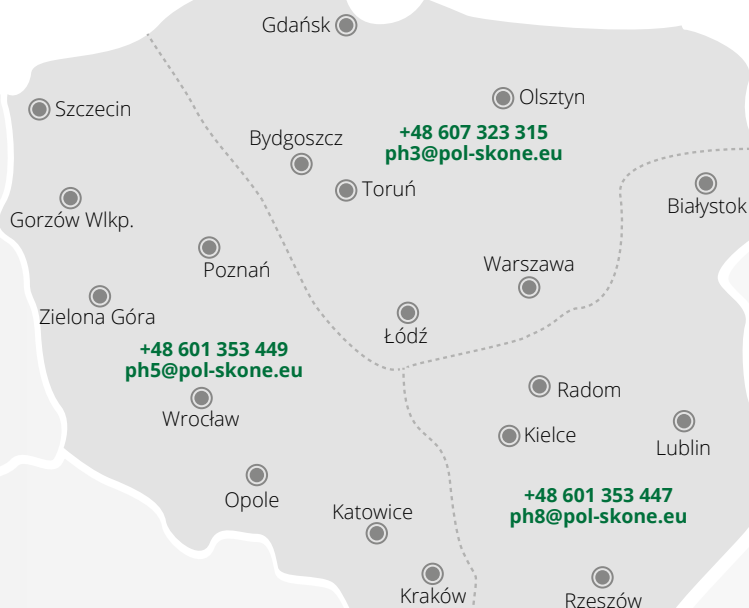 Gdańsk
Szczecin
Olsztyn
Bydgoszcz
+48 607 323 315
ph3@pol-skone.eu
Toruń
Białystok
Gorzów Wlkp.
Poznań
Warszawa
Zielona Góra
Łódź
+48 601 353 449
ph5@pol-skone.eu
Radom
Wrocław
Kielce
Lublin
Opole
Katowice
+48 601 353 447
ph8@pol-skone.eu
Kraków
Rzeszów